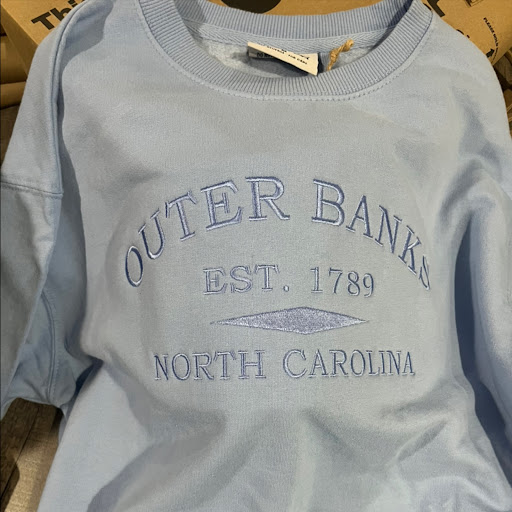 OUTER BANKS
EST. 1789
NORTH CAROLINA